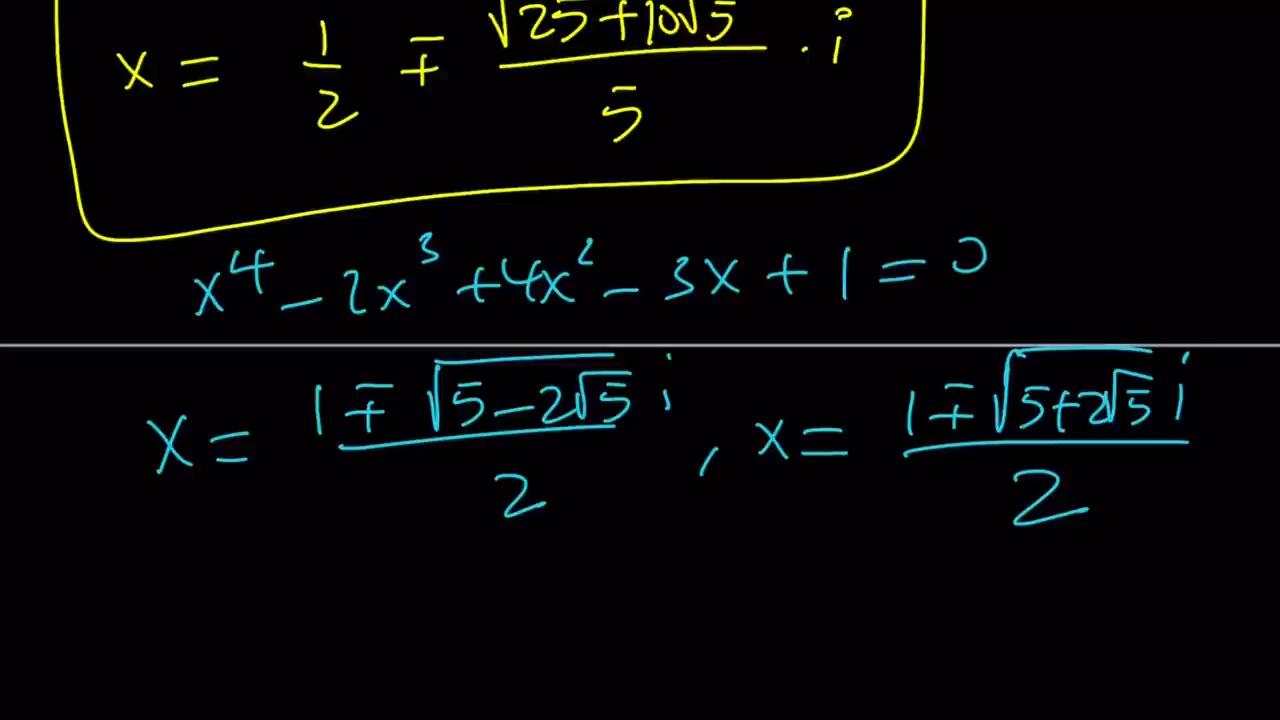 x = 1/2 ∓ √(25+10√5)/5 · i
x⁴ - 2x³ + 4x² - 3x + 1 = 0
x = (1 ∓ √(5-2√5) i)/2 , x = (1 ∓ √(5+2√5) i)/2